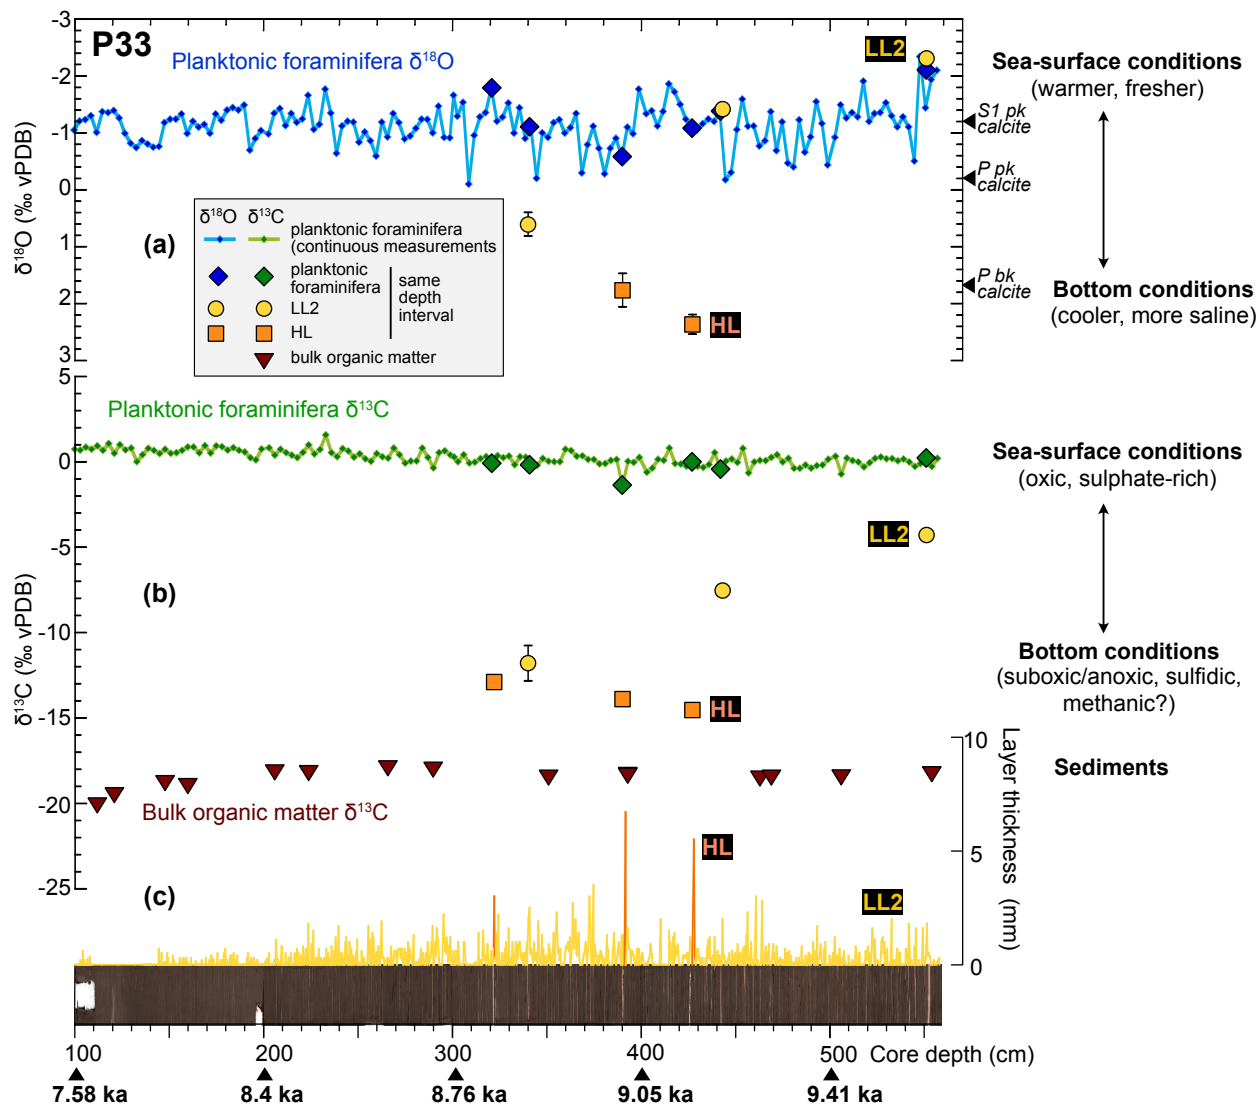 P33
Planktonic foraminifera δ¹⁸O
LL2
-3
-2
-1
0
1
2
3
δ¹⁸O (‰ vPDB)
(a)
S1 pk
calcite
P pk
calcite
P bk
calcite
Sea-surface conditions
(warmer, fresher)
Bottom conditions
(cooler, more saline)
δ¹⁸O δ¹³C
planktonic foraminifera
(continuous measurements
planktonic
foraminifera
LL2
HL
same
depth
interval
bulk organic matter
HL
5
0
-5
-10
-15
-20
-25
δ¹³C (‰ vPDB)
Planktonic foraminifera δ¹³C
(b)
LL2
HL
Sea-surface conditions
(oxic, sulphate-rich)
Bottom conditions
(suboxic/anoxic, sulfidic,
methanic?)
Sediments
Bulk organic matter δ¹³C
(c)
HL
LL2
10
5
0
Layer thickness (mm)
100 200 300 400 500 Core depth (cm)
7.58 ka 8.4 ka 8.76 ka 9.05 ka 9.41 ka